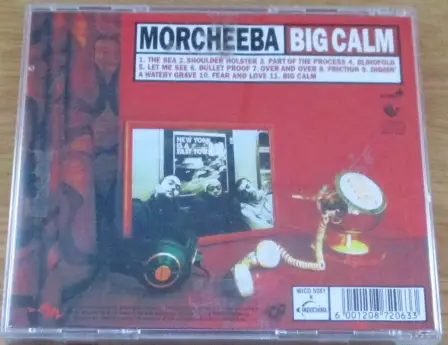 MORCHEEBA BIG CALM
1. THE SEA 2. SHOULDER HOLSTER 3. PART OF THE PROCESS 4. BLINDFOLD
5. LET ME SEE 6. BULLET PROOF 7. OVER AND OVER 8. FRICTION 9. DIGGIN'
A WATERY GRAVE 10. FEAR AND LOVE 11. BIG CALM
NEW YORK
IS A
INDOCHINA
6 001208 720633